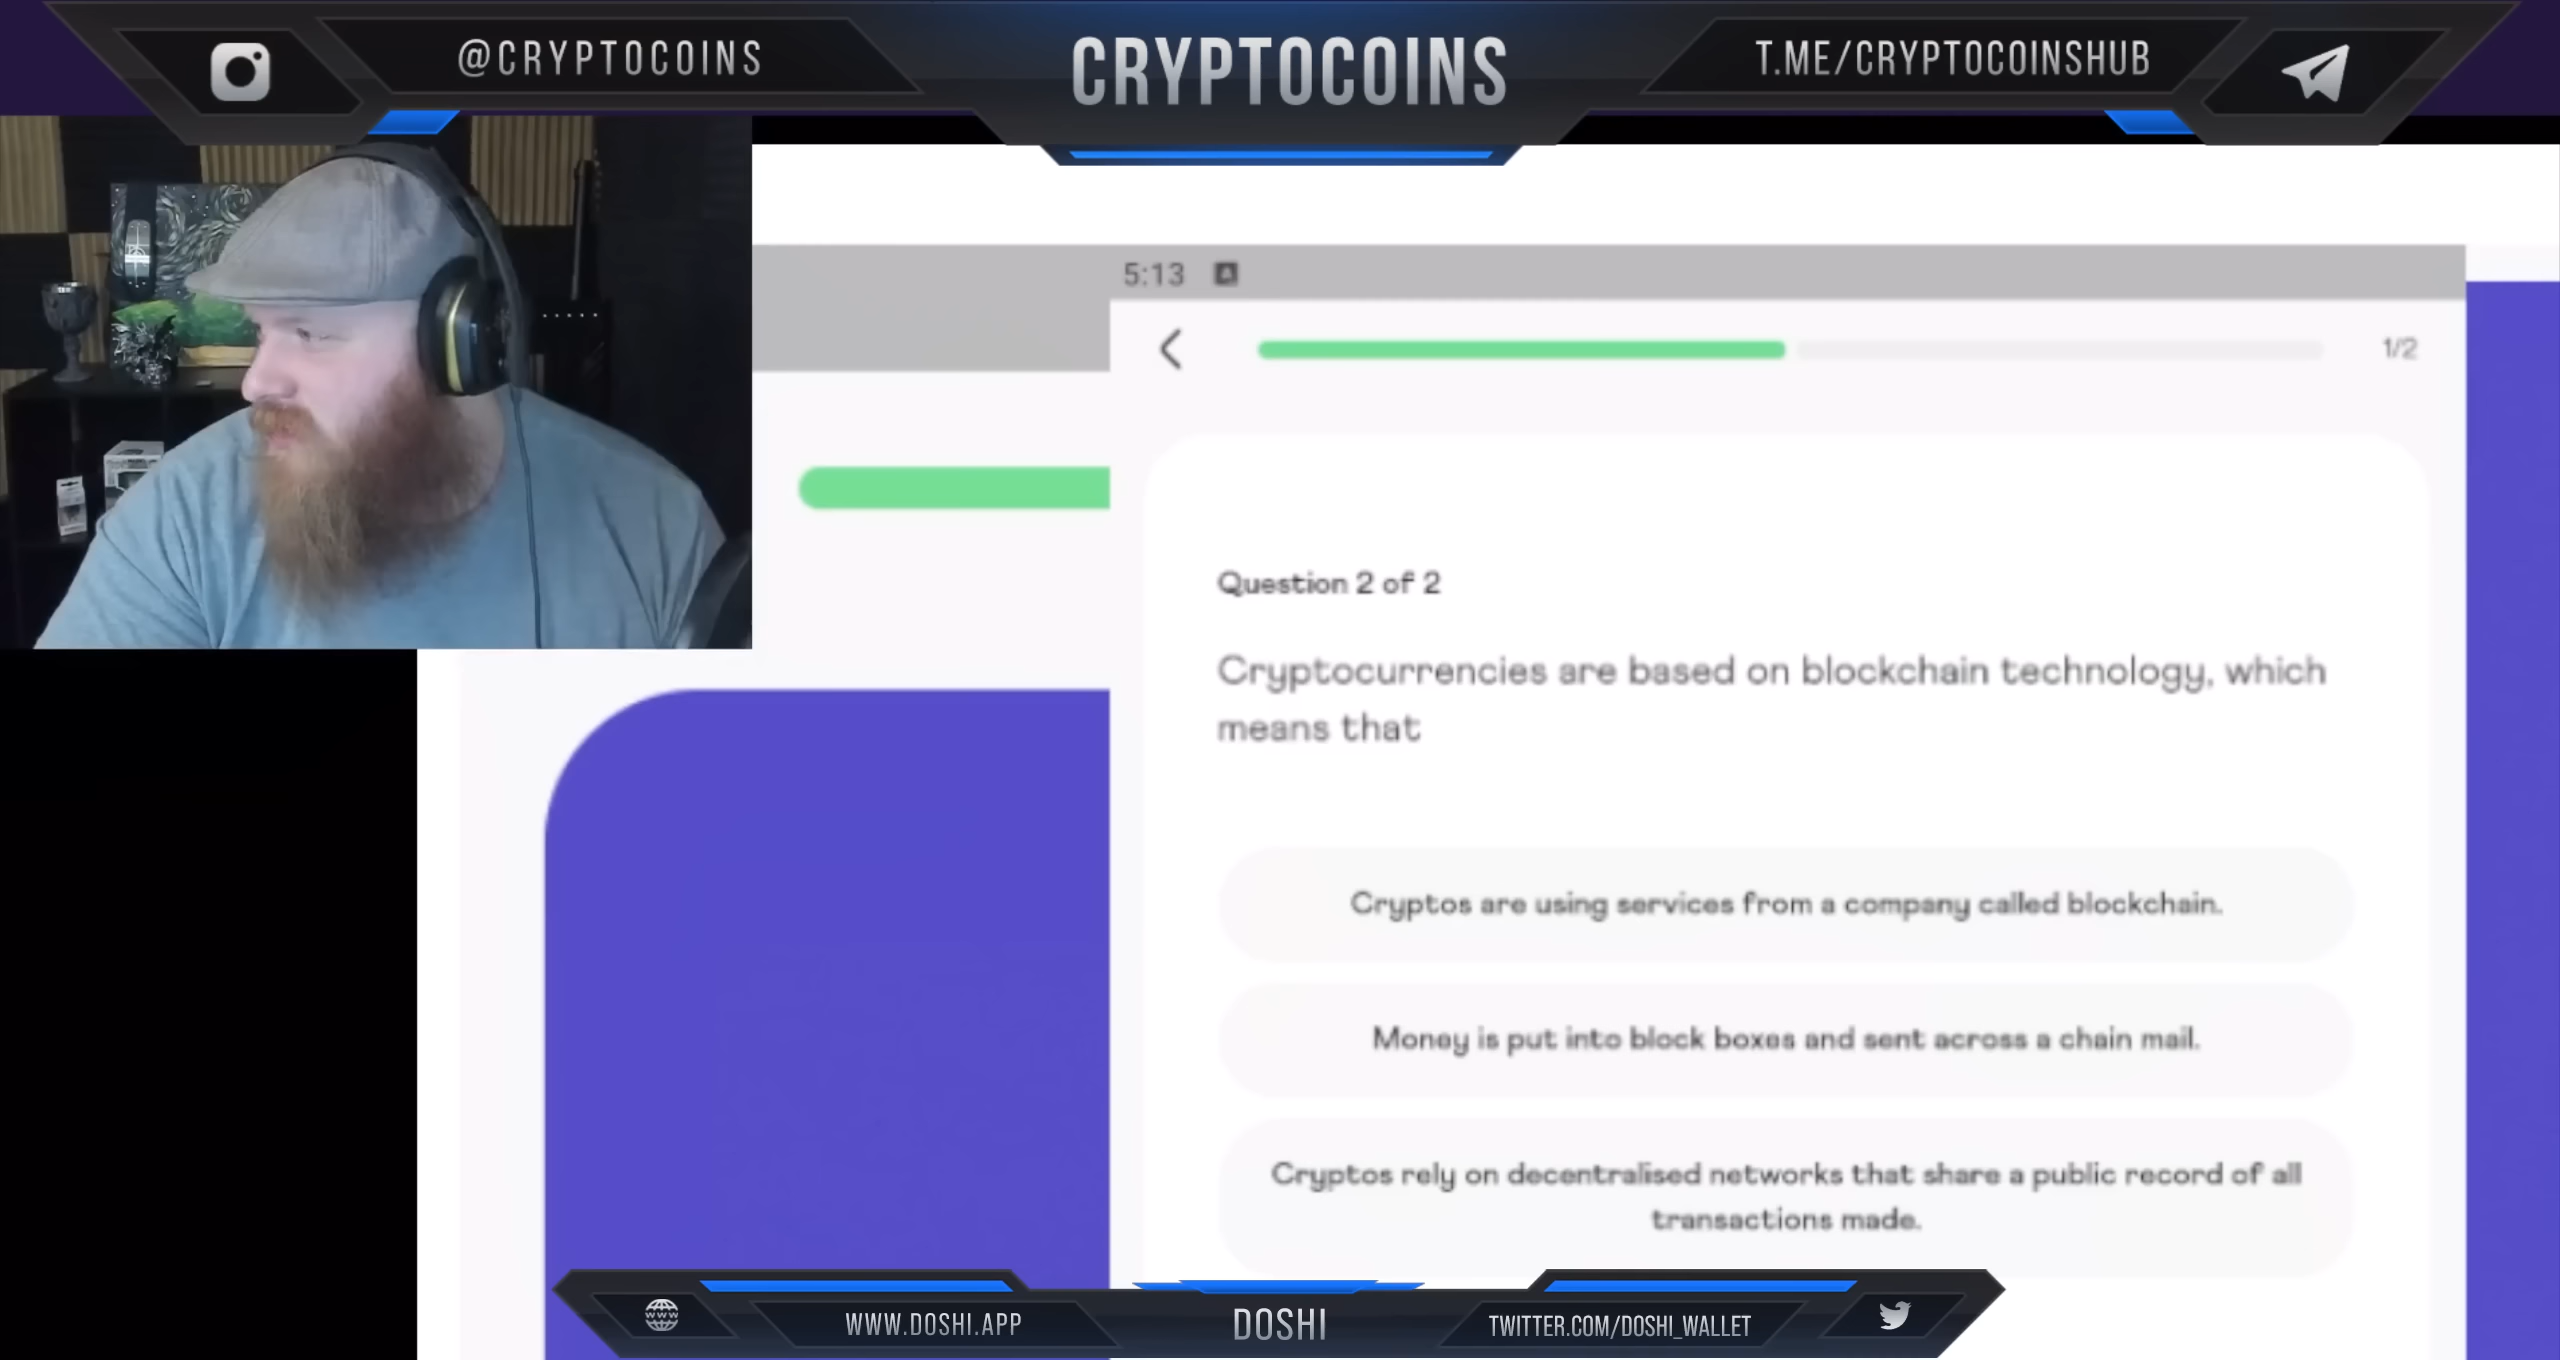 @CRYPTOCOINS
CRYPTOCOINS
T.ME/CRYPTOCOINSHUB
5:13
1/2
Question 2 of 2
Cryptocurrencies are based on blockchain technology, which
means that
Cryptos are using services from a company called blockchain.
Money is put into block boxes and sent across a chain mail.
Cryptos rely on decentralised networks that share a public record of all
transactions made.
WWW.DOSHI.APP
DOSHI
TWITTER.COM/DOSHI_WALLET